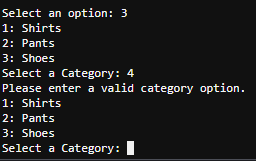 Select an option: 3
1: Shirts
2: Pants
3: Shoes
Select a Category: 4
Please enter a valid category option.
1: Shirts
2: Pants
3: Shoes
Select a Category: